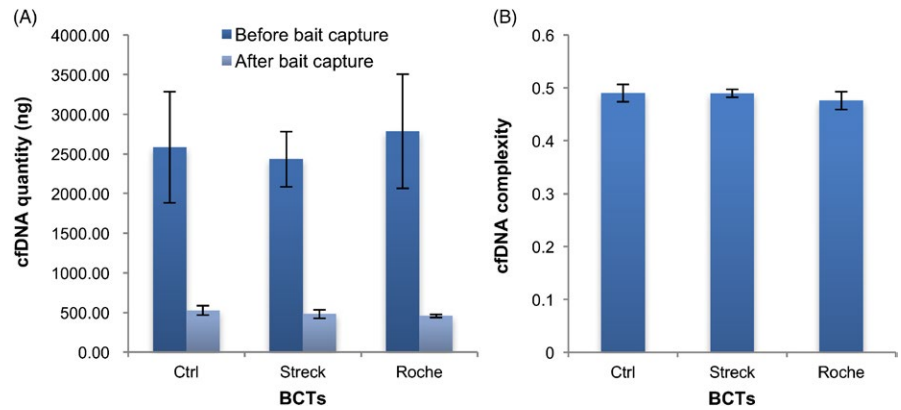 (A)
Before bait capture
After bait capture
cfDNA quantity (ng)
4000.00
3500.00
3000.00
2500.00
2000.00
1500.00
1000.00
500.00
0.00
Ctrl Streck Roche
BCTs
(B)
cfDNA complexity
0.6
0.5
0.4
0.3
0.2
0.1
0
Ctrl Streck Roche
BCTs